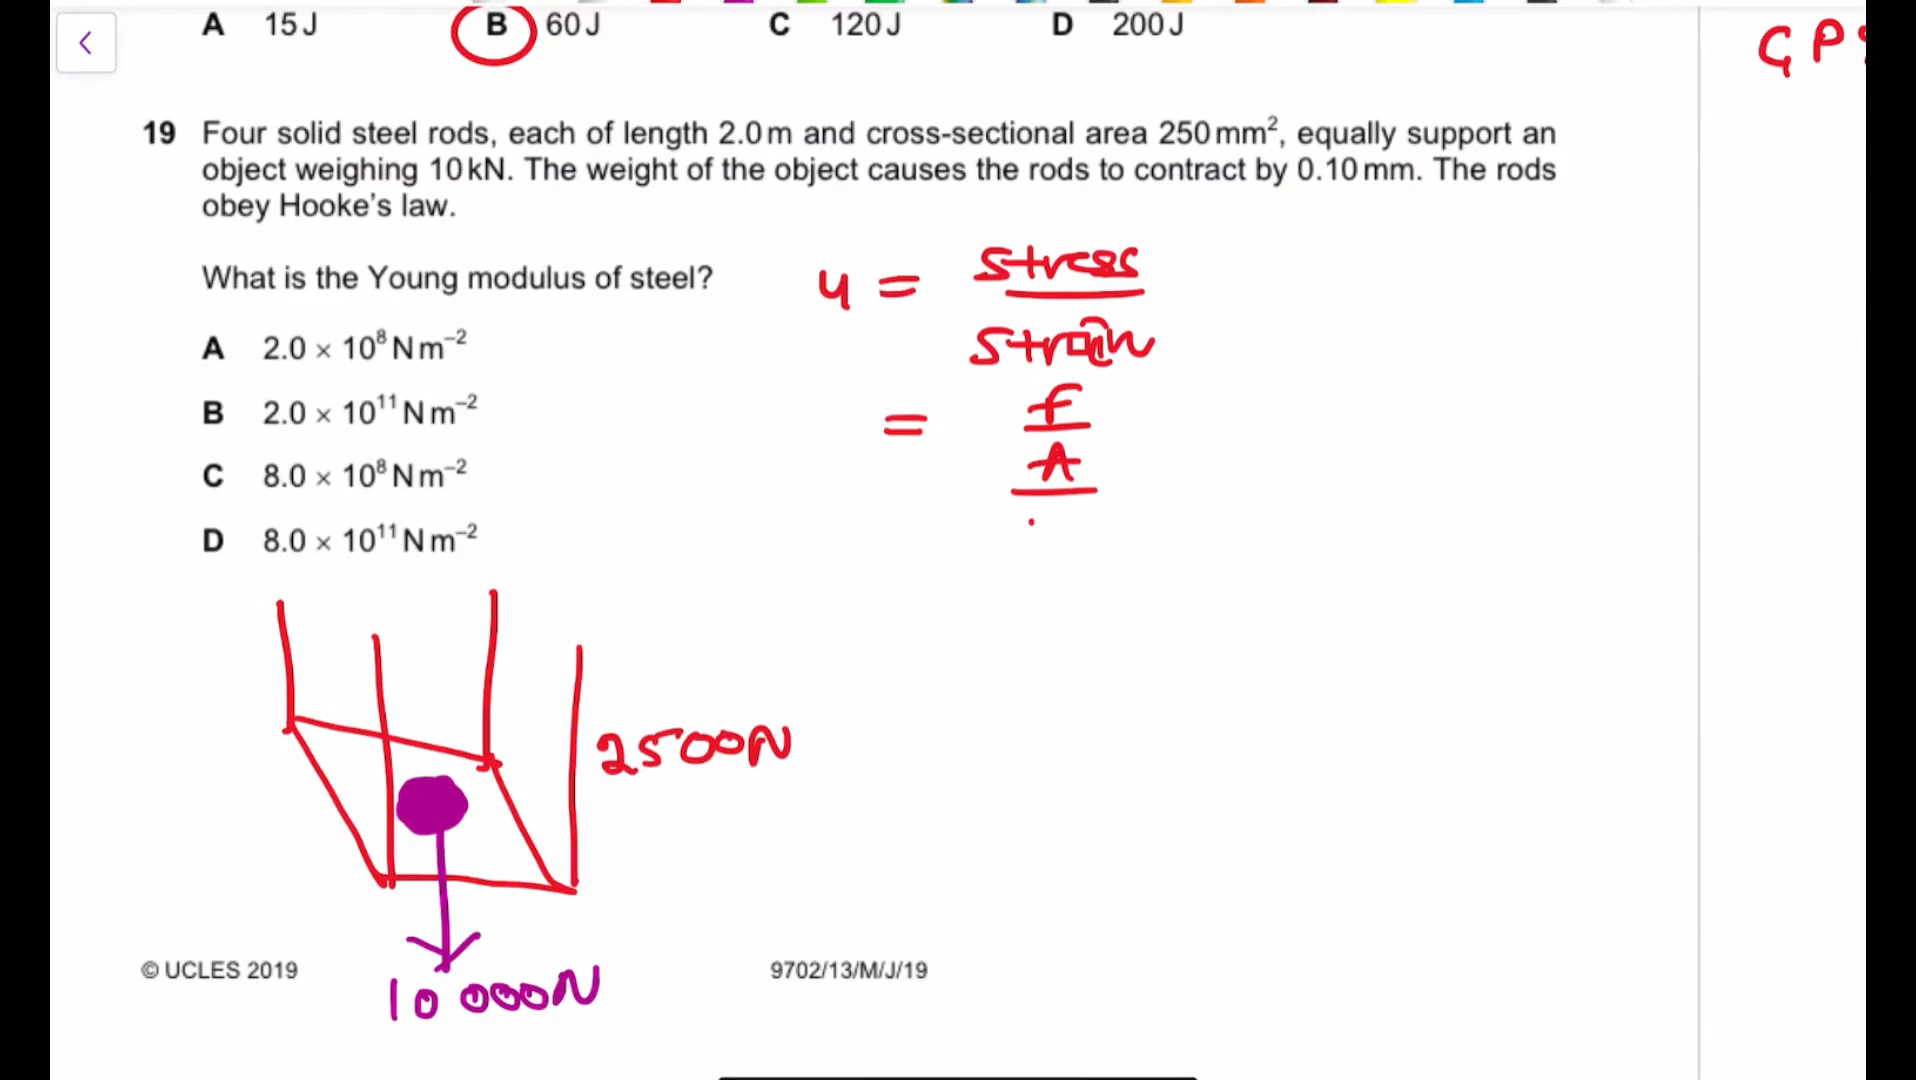 A 15 J B 60 J C 120 J D 200 J
19 Four solid steel rods, each of length 2.0 m and cross-sectional area 250 mm², equally support an
object weighing 10 kN. The weight of the object causes the rods to contract by 0.10 mm. The rods
obey Hooke's law.
What is the Young modulus of steel?
A 2.0 × 10⁸ N m⁻²
B 2.0 × 10¹¹ N m⁻²
C 8.0 × 10⁸ N m⁻²
D 8.0 × 10¹¹ N m⁻²
y = stress
strain
= f
A
2500N
10 000N
© UCLES 2019
9702/13/M/J/19